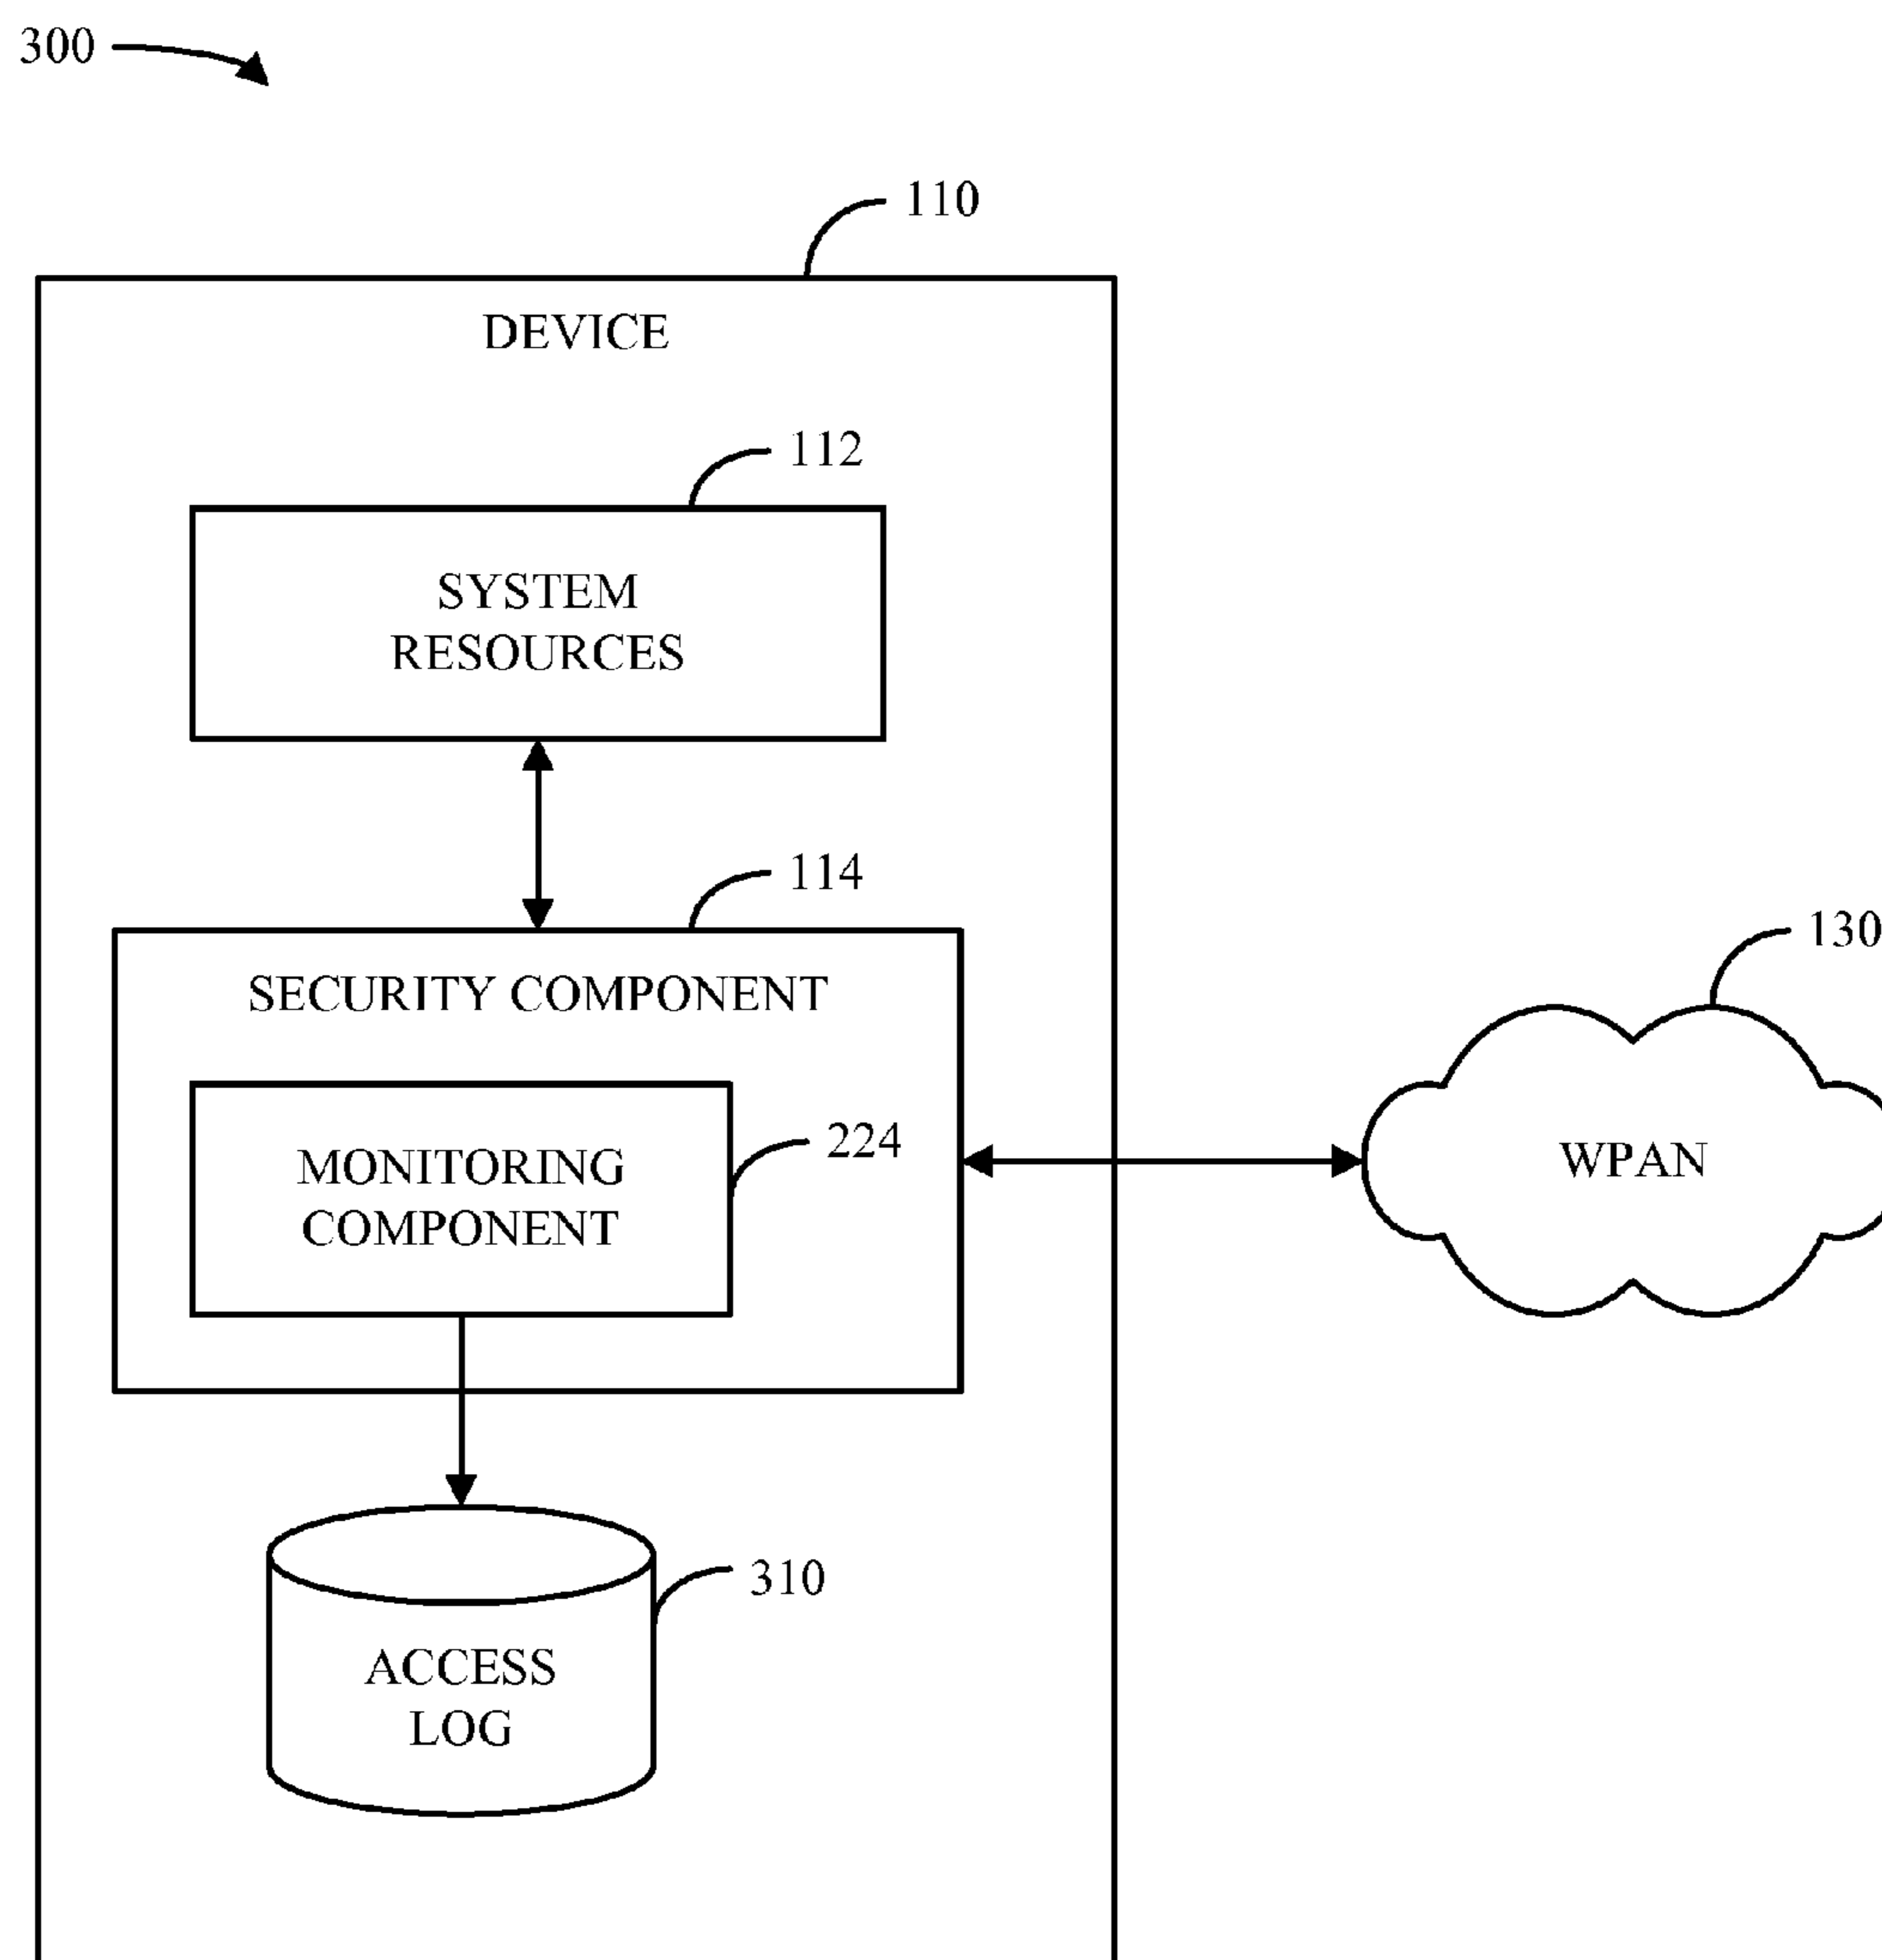 300
110
DEVICE
112
SYSTEM
RESOURCES
114
SECURITY COMPONENT
130
MONITORING
COMPONENT
224
WPAN
310
ACCESS
LOG